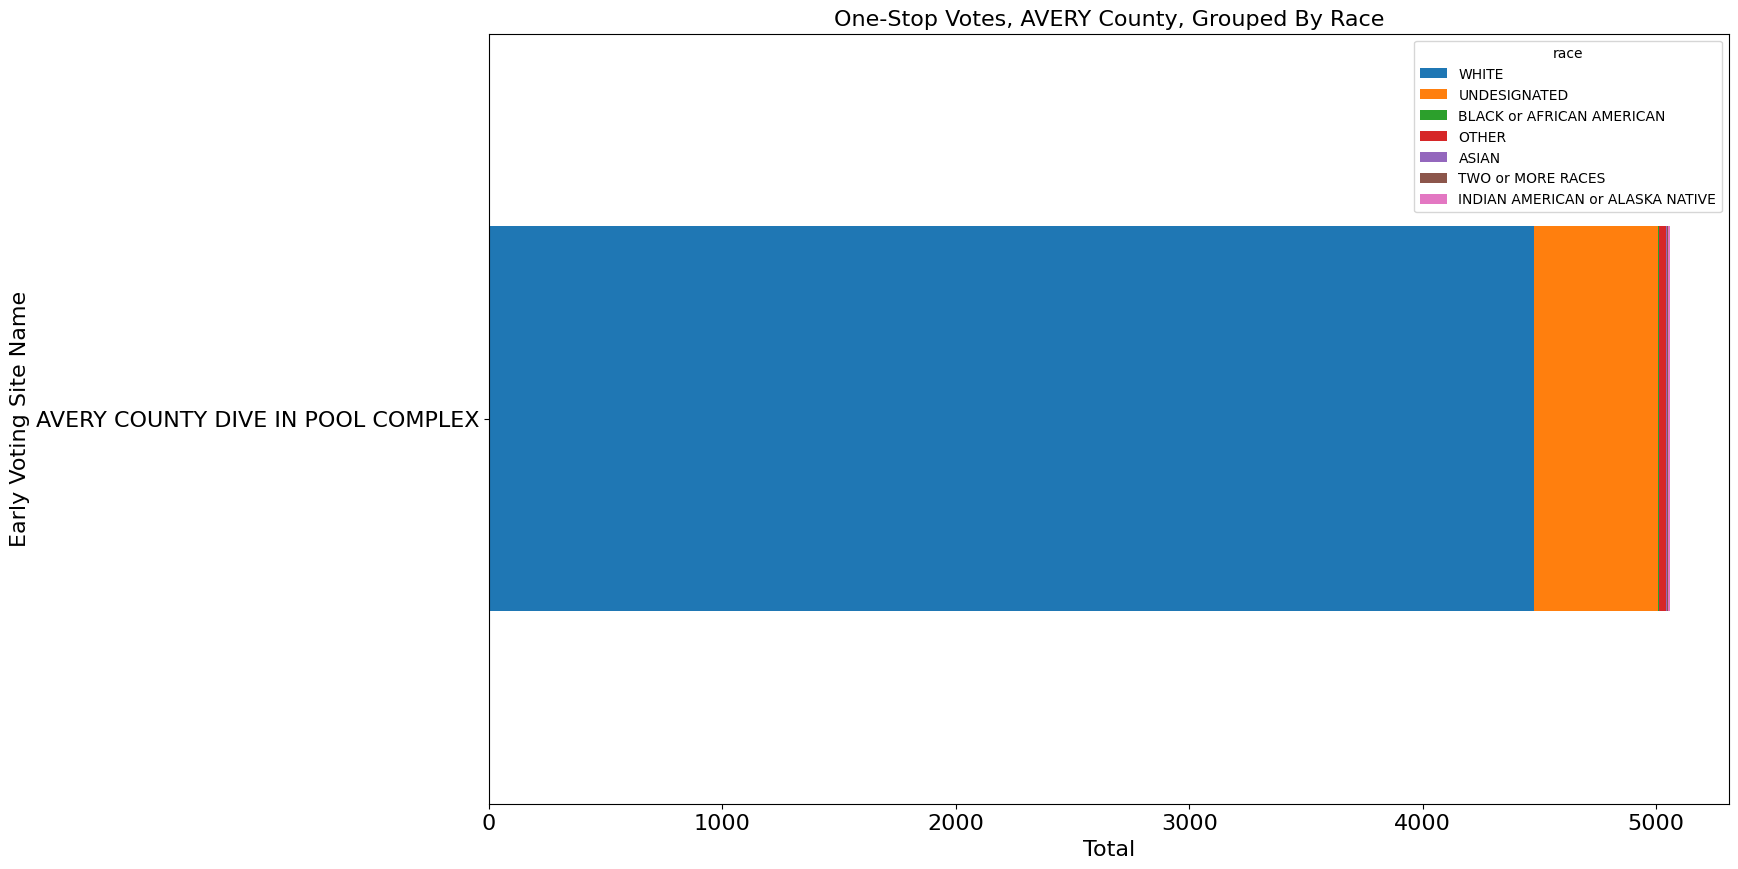 One-Stop Votes, AVERY County, Grouped By Race
race
WHITE
UNDESIGNATED
BLACK or AFRICAN AMERICAN
OTHER
ASIAN
TWO or MORE RACES
INDIAN AMERICAN or ALASKA NATIVE
Early Voting Site Name
AVERY COUNTY DIVE IN POOL COMPLEX
0 1000 2000 3000 4000 5000
Total